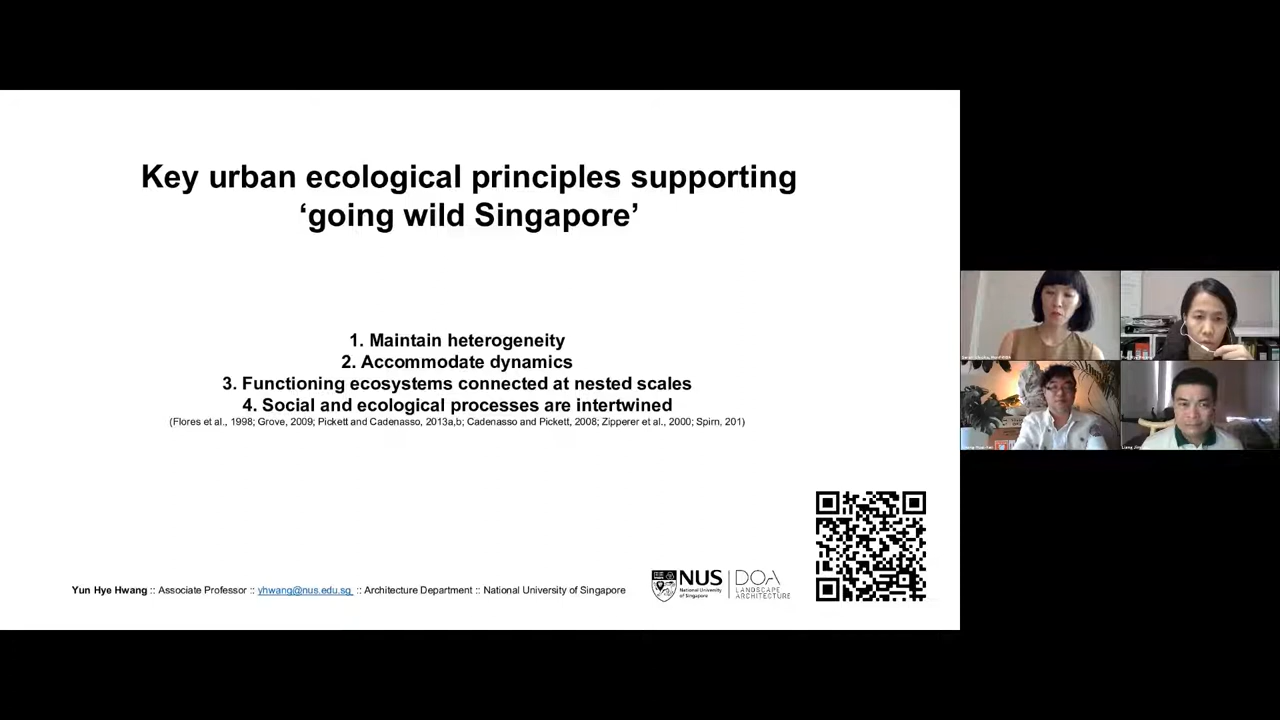 Key urban ecological principles supporting
‘going wild Singapore’
1. Maintain heterogeneity
2. Accommodate dynamics
3. Functioning ecosystems connected at nested scales
4. Social and ecological processes are intertwined
(Flores et al., 1998; Grove, 2009; Pickett and Cadenasso, 2013a,b; Cadenasso and Pickett, 2008; Zipperer et al., 2000; Spirn, 201)
Yun Hye Hwang :: Associate Professor :: yhwang@nus.edu.sg :: Architecture Department :: National University of Singapore
NUS
National University
of Singapore
DOA
LANDSCAPE
ARCHITECTURE